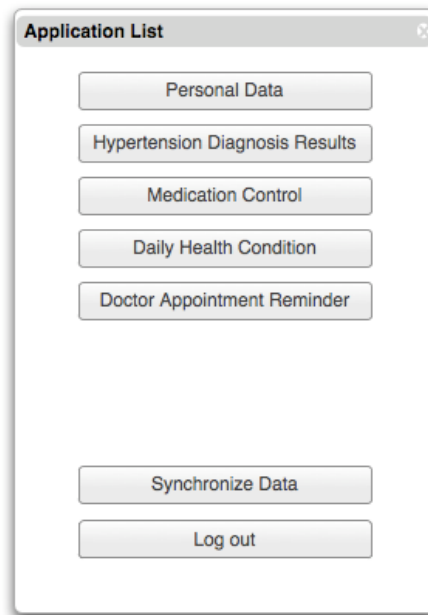 Application List
Personal Data
Hypertension Diagnosis Results
Medication Control
Daily Health Condition
Doctor Appointment Reminder
Synchronize Data
Log out